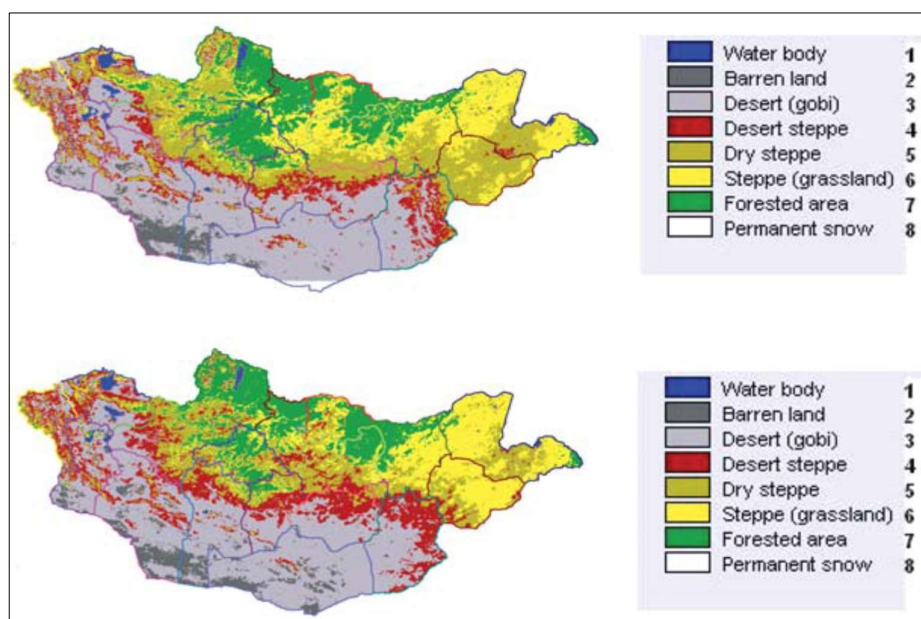 Water body 1
Barren land 2
Desert (gobi) 3
Desert steppe 4
Dry steppe 5
Steppe (grassland) 6
Forested area 7
Permanent snow 8
Water body 1
Barren land 2
Desert (gobi) 3
Desert steppe 4
Dry steppe 5
Steppe (grassland) 6
Forested area 7
Permanent snow 8